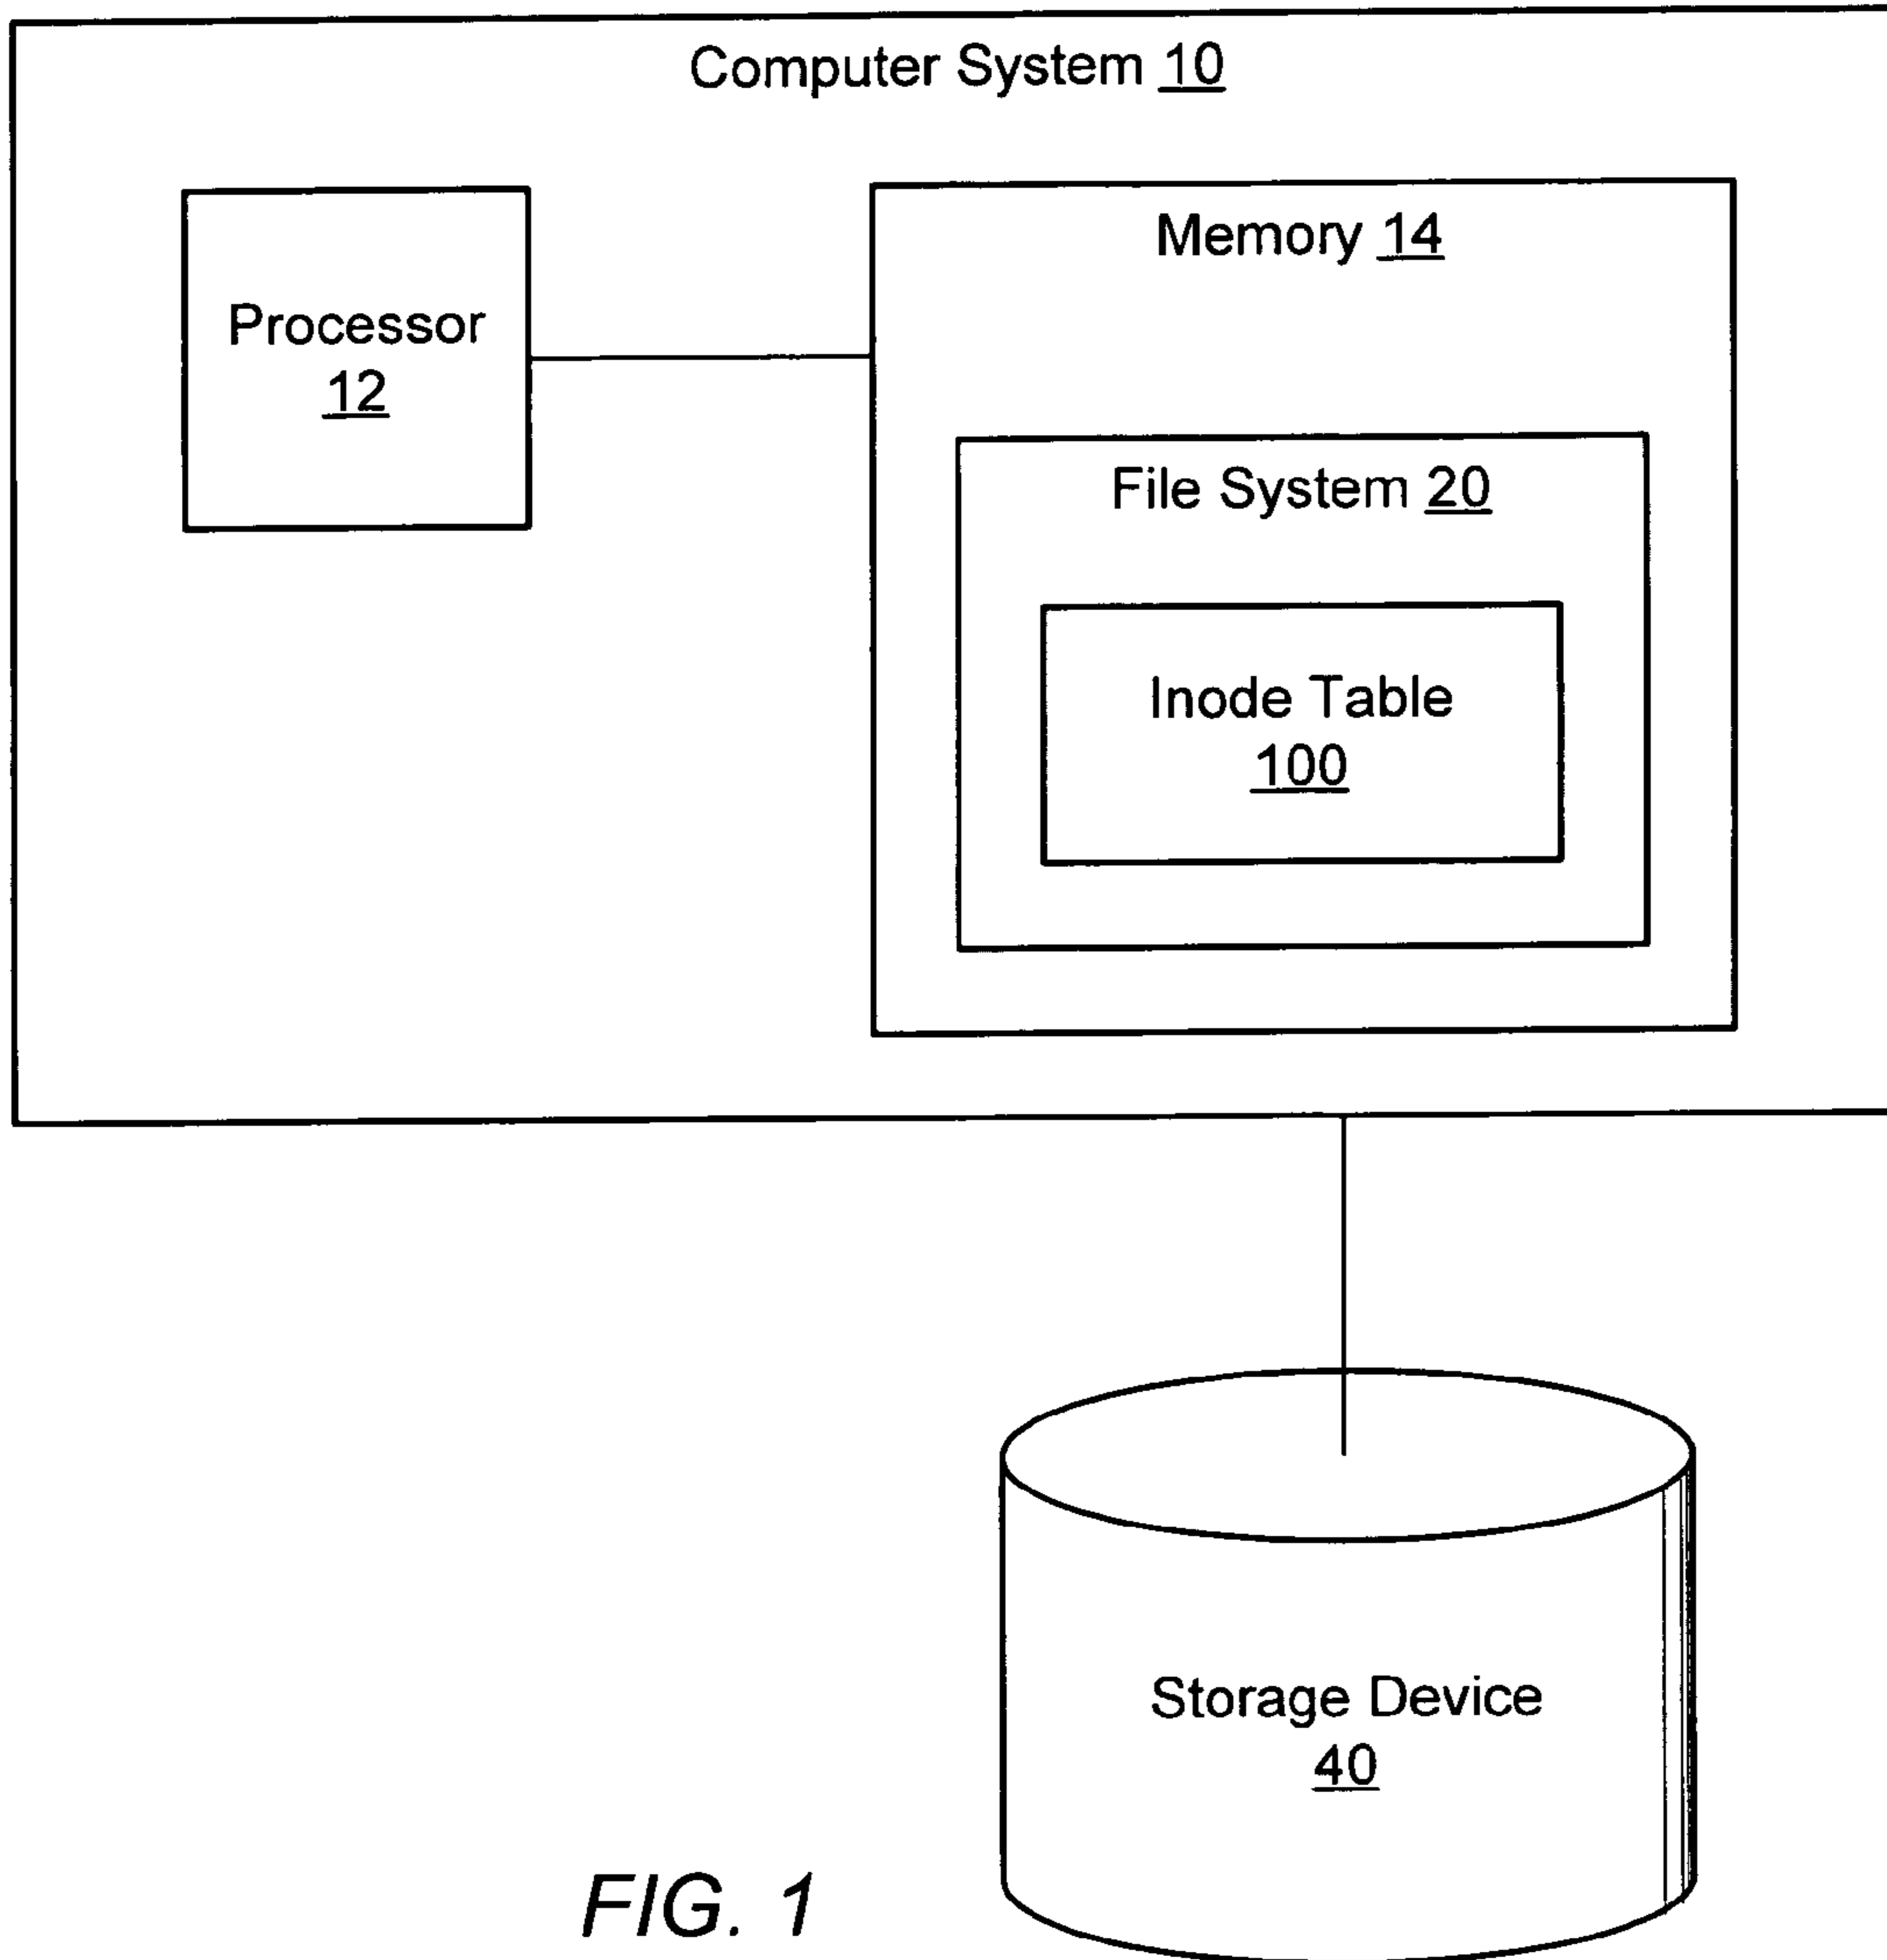 Computer System 10
Processor
12
Memory 14
File System 20
Inode Table
100
Storage Device
40
FIG. 1